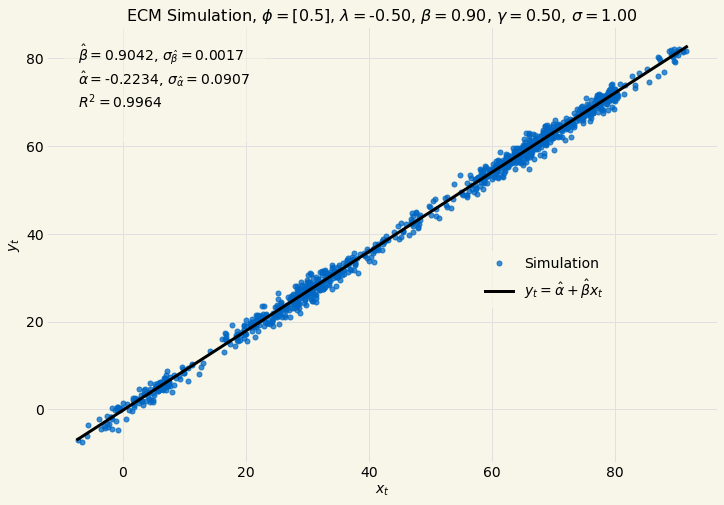 ECM Simulation, ϕ = [0.5], λ = -0.50, β = 0.90, γ = 0.50, σ = 1.00
β̂ = 0.9042, σ_β̂ = 0.0017
α̂ = -0.2234, σ_α̂ = 0.0907
R² = 0.9964
80
60
40
20
0
y_t
Simulation
y_t = α̂ + β̂x_t
0 20 40 60 80
x_t